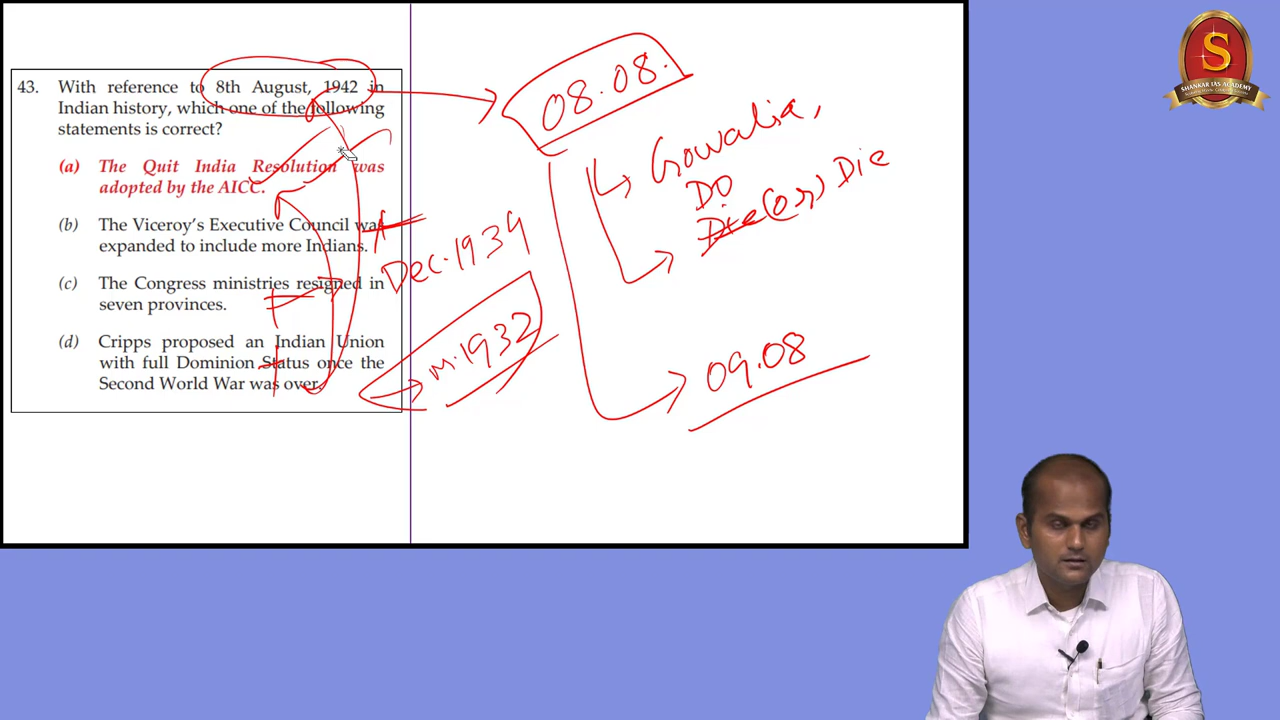 43. With reference to 8th August, 1942 in
Indian history, which one of the following
statements is correct?
(a) The Quit India Resolution was
adopted by the AICC.
(b) The Viceroy's Executive Council was
expanded to include more Indians.
(c) The Congress ministries resigned in
seven provinces.
(d) Cripps proposed an Indian Union
with full Dominion Status once the
Second World War was over.
08.08.
Gowalia,
DO
Die (or) Die
Dec. 1939
M. 1932
09.08
S
SHANKAR IAS ACADEMY